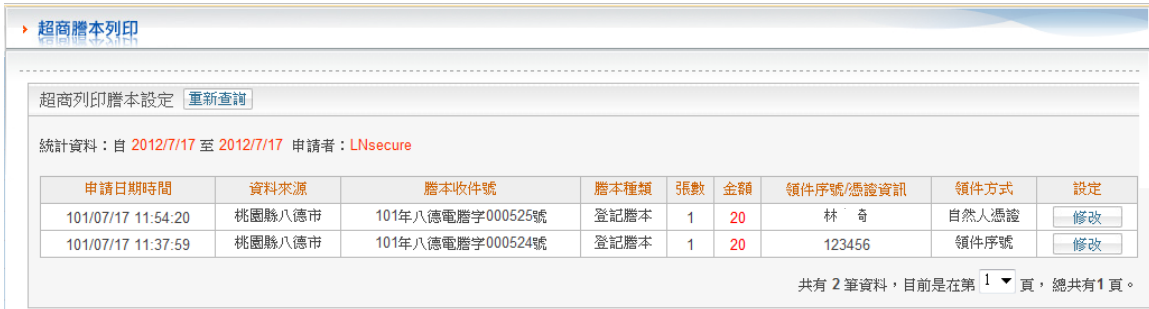 超商謄本列印
超商列印謄本設定 重新查詢
統計資料：自 2012/7/17 至 2012/7/17 申請者：LNsecure
申請日期時間 資料來源 謄本收件號 謄本種類 張數 金額 領件序號/憑證資訊 領件方式 設定
101/07/17 11:54:20 桃園縣八德市 101年八德電謄字000525號 登記謄本 1 20 林 奇 自然人憑證 修改
101/07/17 11:37:59 桃園縣八德市 101年八德電謄字000524號 登記謄本 1 20 123456 領件序號 修改
共有 2 筆資料，目前是在第 1 頁， 總共有1 頁。